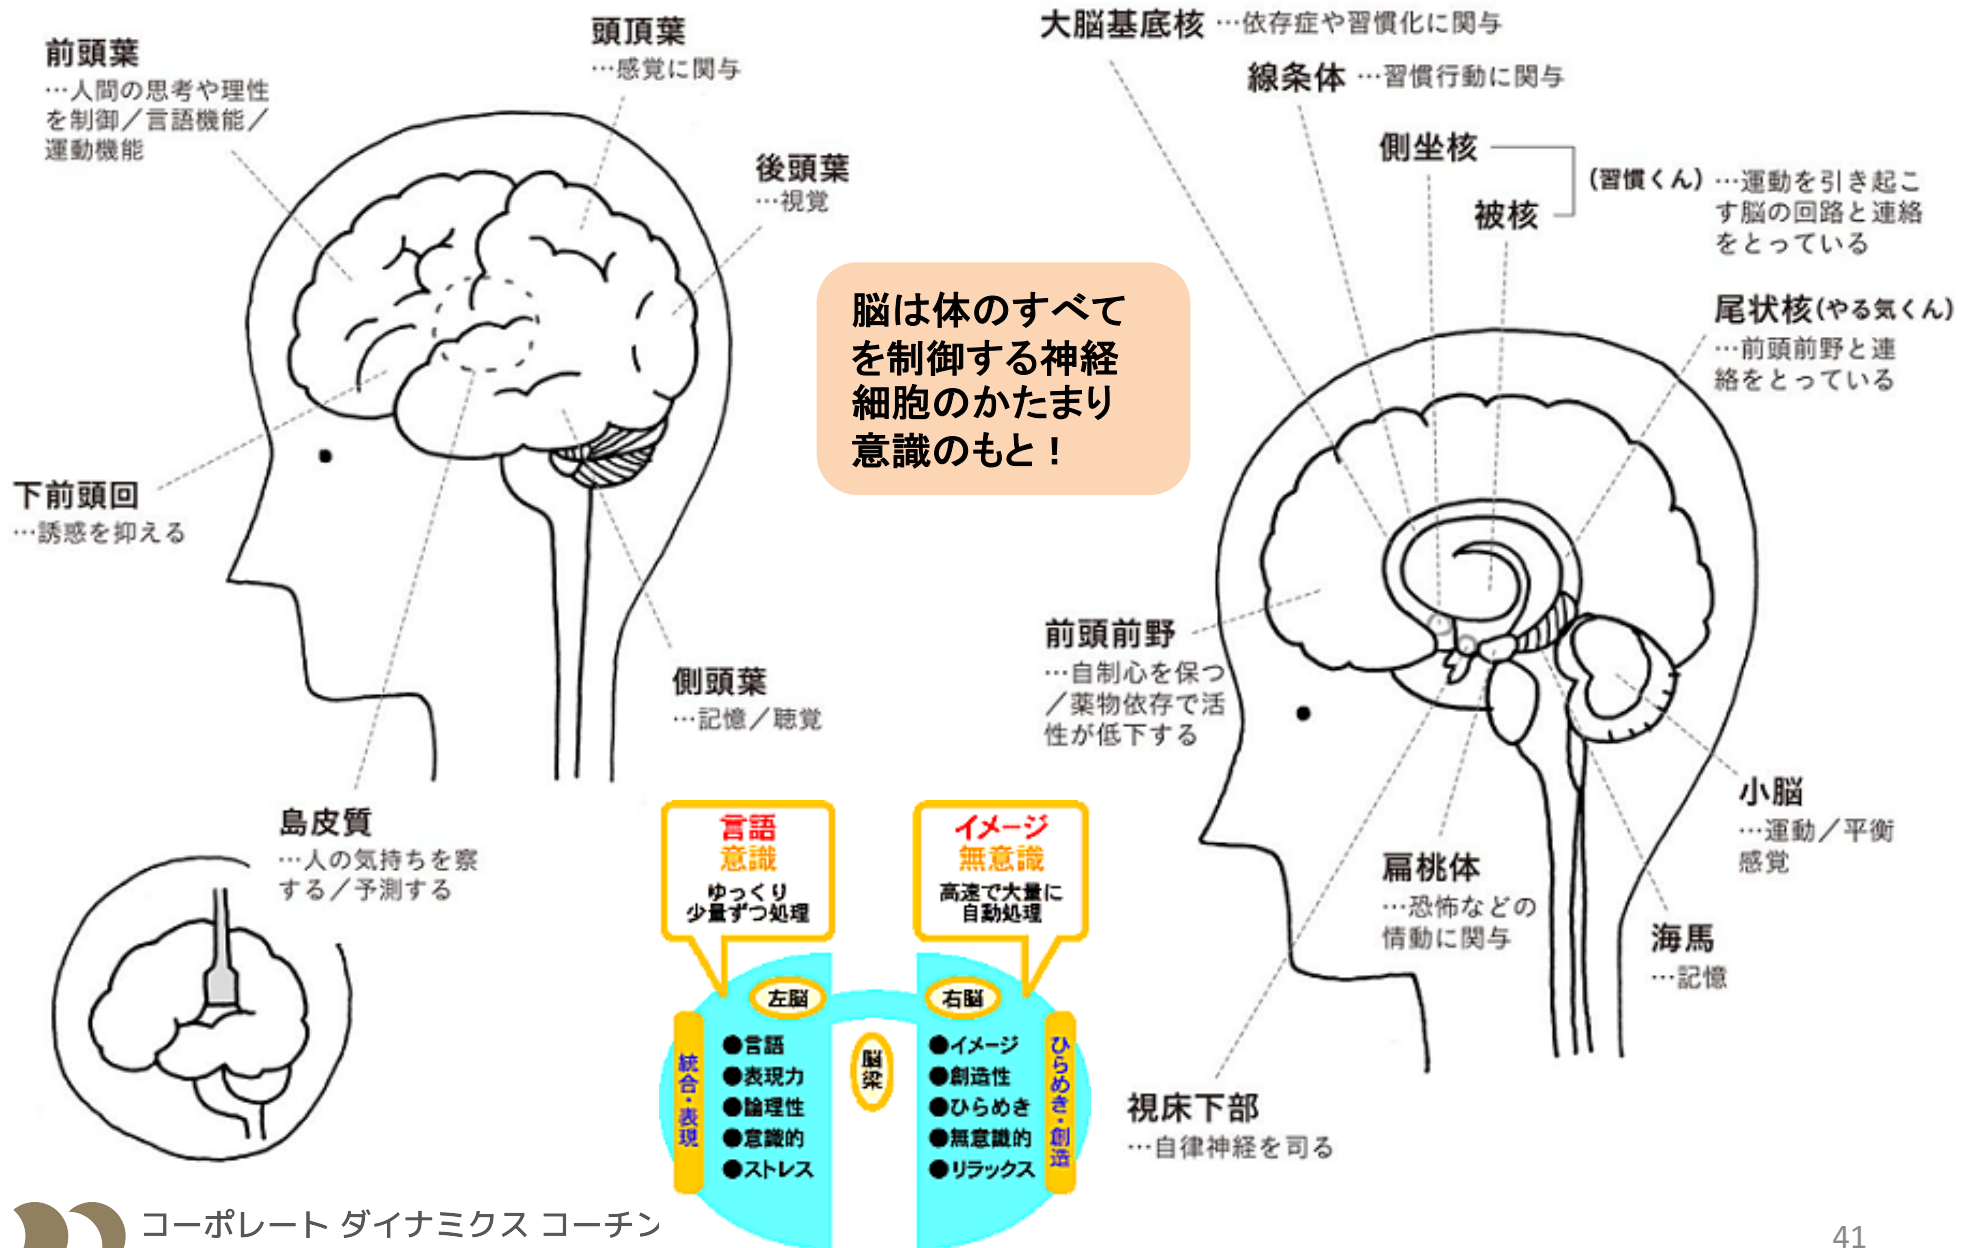 前頭葉
…人間の思考や理性
を制御／言語機能／
運動機能
頭頂葉
…感覚に関与
後頭葉
…視覚
下前頭回
…誘惑を抑える
側頭葉
…記憶／聴覚
島皮質
…人の気持ちを察
する／予測する
脳は体のすべて
を制御する神経
細胞のかたまり
意識のもと！
大脳基底核 …依存症や習慣化に関与
線条体 …習慣行動に関与
側坐核
被核
(習慣くん) …運動を引き起こ
す脳の回路と連絡
をとっている
尾状核(やる気くん)
…前頭前野と連
絡をとっている
前頭前野
…自制心を保つ
／薬物依存で活
性が低下する
小脳
…運動／平衡
感覚
扁桃体
…恐怖などの
情動に関与
海馬
…記憶
視床下部
…自律神経を司る
言語
意識
ゆっくり
少量ずつ処理
イメージ
無意識
高速で大量に
自動処理
左脳
右脳
脳梁
統合・表現
●言語
●表現力
●論理性
●意識的
●ストレス
●イメージ
●創造性
●ひらめき
●無意識的
●リラックス
ひらめき・創造
コーポレート ダイナミクス コーチン
41